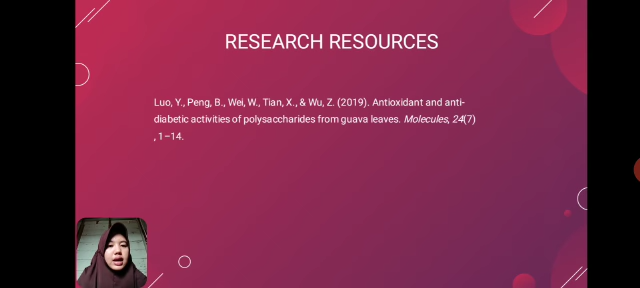 RESEARCH RESOURCES
Luo, Y., Peng, B., Wei, W., Tian, X., & Wu, Z. (2019). Antioxidant and anti-
diabetic activities of polysaccharides from guava leaves. Molecules, 24(7)
, 1–14.